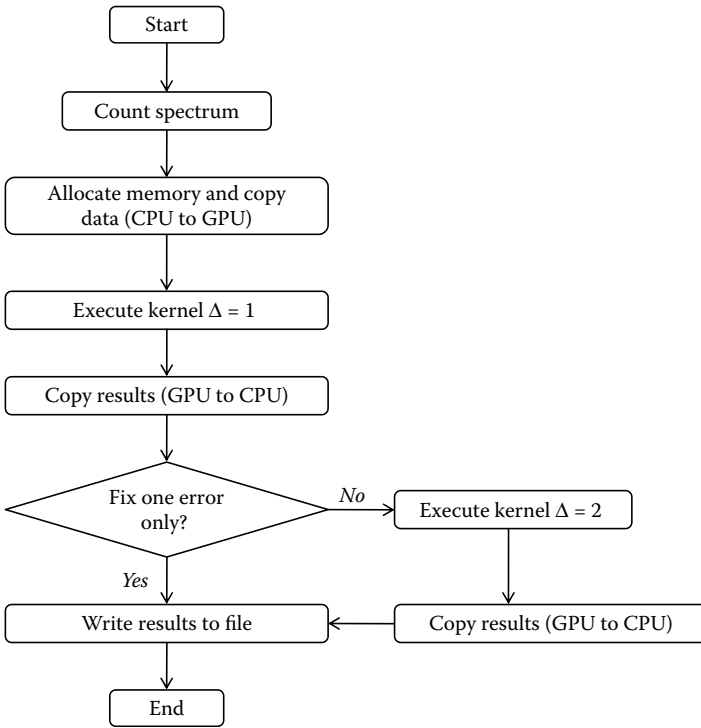 Start
Count spectrum
Allocate memory and copy
data (CPU to GPU)
Execute kernel Δ = 1
Copy results (GPU to CPU)
Fix one error
only?
No
Execute kernel Δ = 2
Yes
Write results to file
Copy results (GPU to CPU)
End